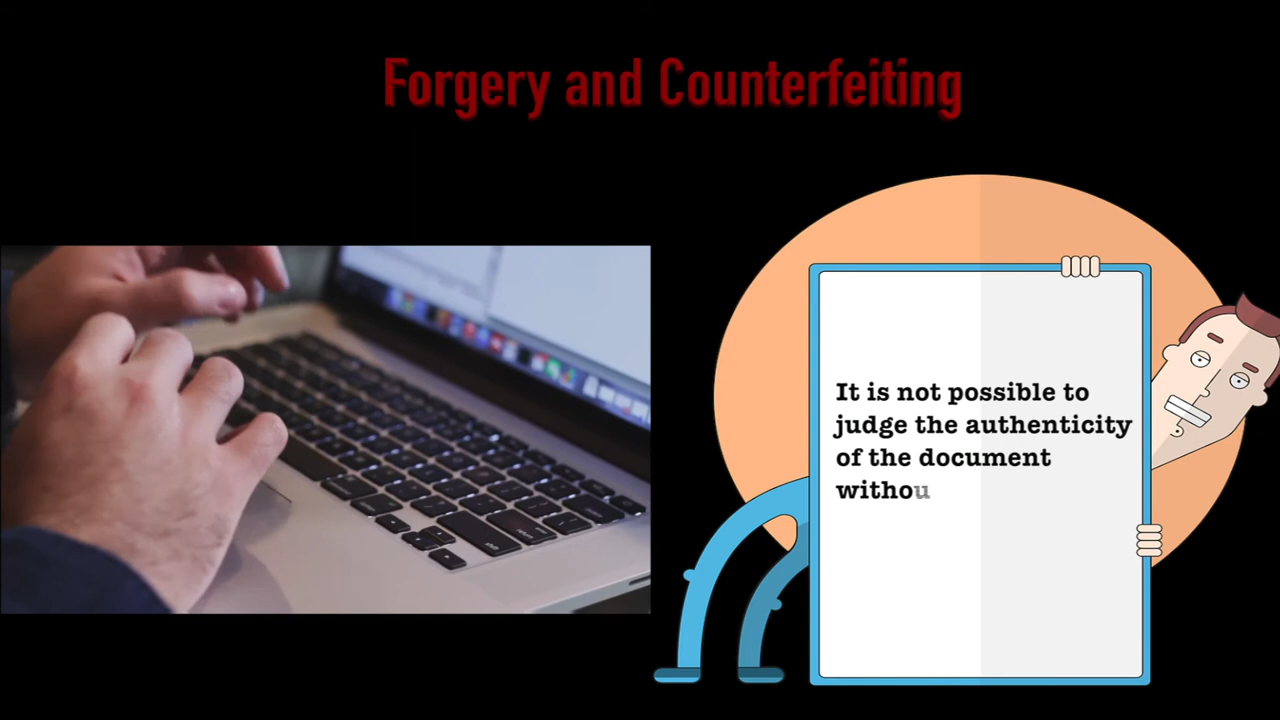 Forgery and Counterfeiting
It is not possible to
judge the authenticity
of the document
withou